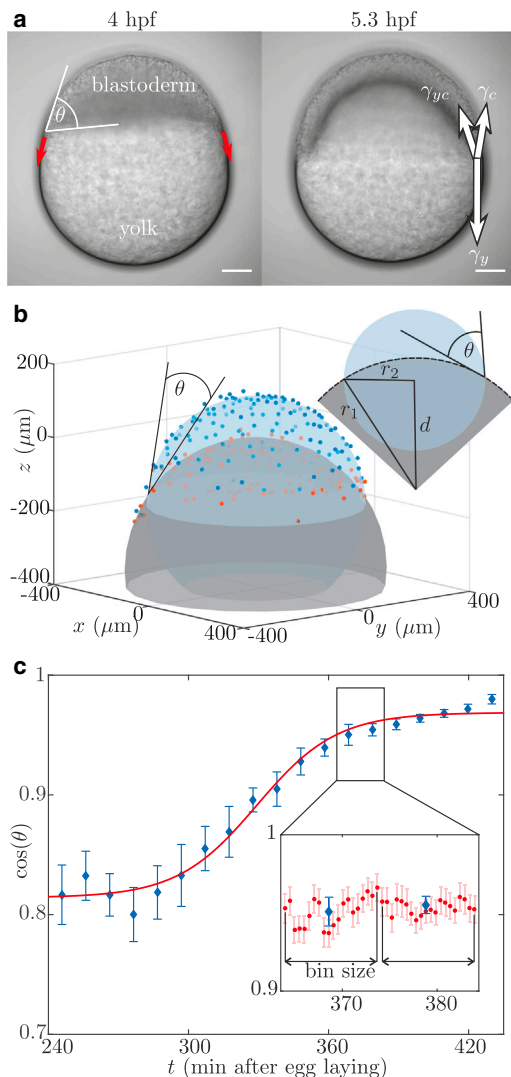 a
4 hpf
5.3 hpf
blastoderm
θ
yolk
γyc
γc
γy
b
200
0
-200
-400
z (μm)
θ
θ
r2
r1
d
-400
0
400
x (μm)
-400
0
400
y (μm)
c
1
0.9
0.8
0.7
cos(θ)
1
0.9
bin size
370
380
240
300
360
420
t (min after egg laying)